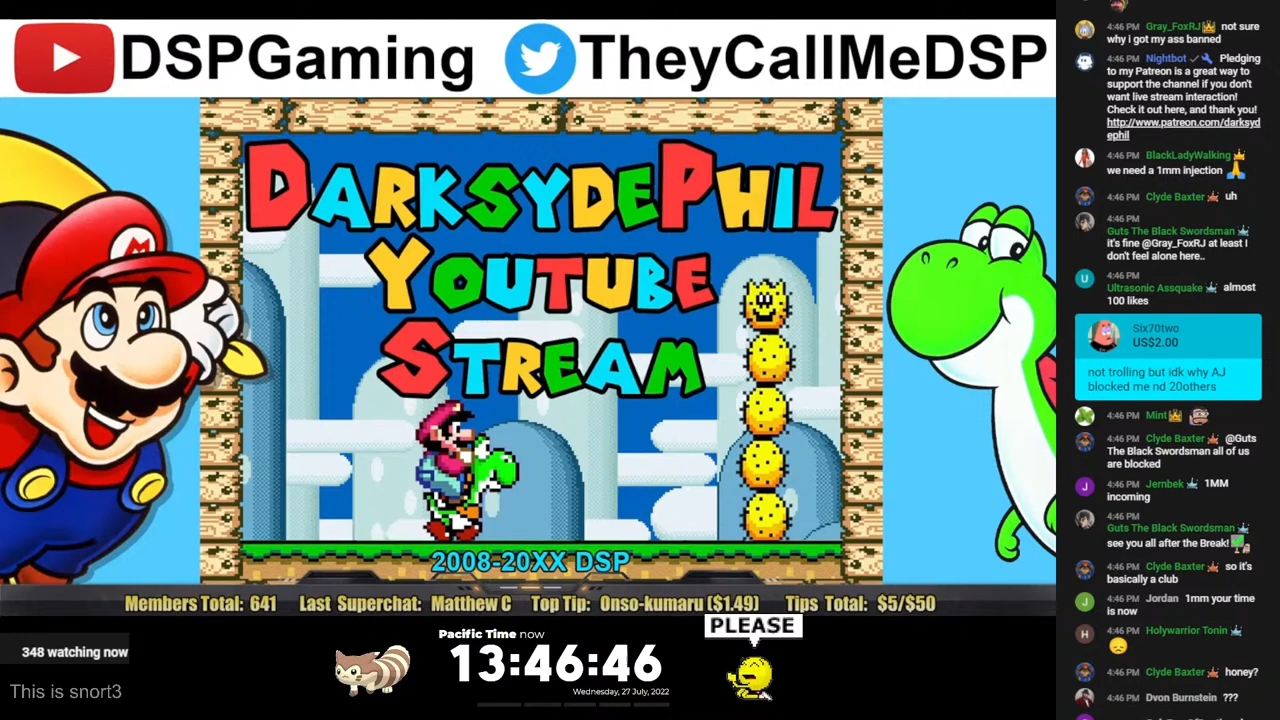 DSPGaming TheyCallMeDSP
DARKSYDEPHIL
YOUTUBE
STREAM
2008-20XX DSP
Members Total: 641 Last Superchat: Matthew C Top Tip: Onso-kumaru ($1.49) Tips Total: $5/$50
348 watching now
This is snort3
Pacific Time now
13:46:46
Wednesday, 27 July, 2022
PLEASE
4:46 PM Gray_FoxRJ not sure
why i got my ass banned
4:46 PM Nightbot Pledging
to my Patreon is a great way to
support the channel if you don't
want live stream interaction!
Check it out here, and thank you!
http://www.patreon.com/darksyd
ephil
4:46 PM BlackLadyWalking
we need a 1mm injection
4:46 PM Clyde Baxter uh
4:46 PM
Guts The Black Swordsman
it's fine @Gray_FoxRJ at least I
don't feel alone here..
4:46 PM
Ultrasonic Assquake almost
100 likes
Six70two
US$2.00
not trolling but idk why AJ
blocked me nd 20others
4:46 PM Mint
4:46 PM Clyde Baxter @Guts
The Black Swordsman all of us
are blocked
4:46 PM Jembek 1MM
incoming
4:46 PM
Guts The Black Swordsman
see you all after the Break!
4:46 PM Clyde Baxter so it's
basically a club
4:46 PM Jordan 1mm your time
is now
4:46 PM Holywarrior Tonin
4:46 PM Clyde Baxter honey?
4:46 PM Dvon Burnstein ???